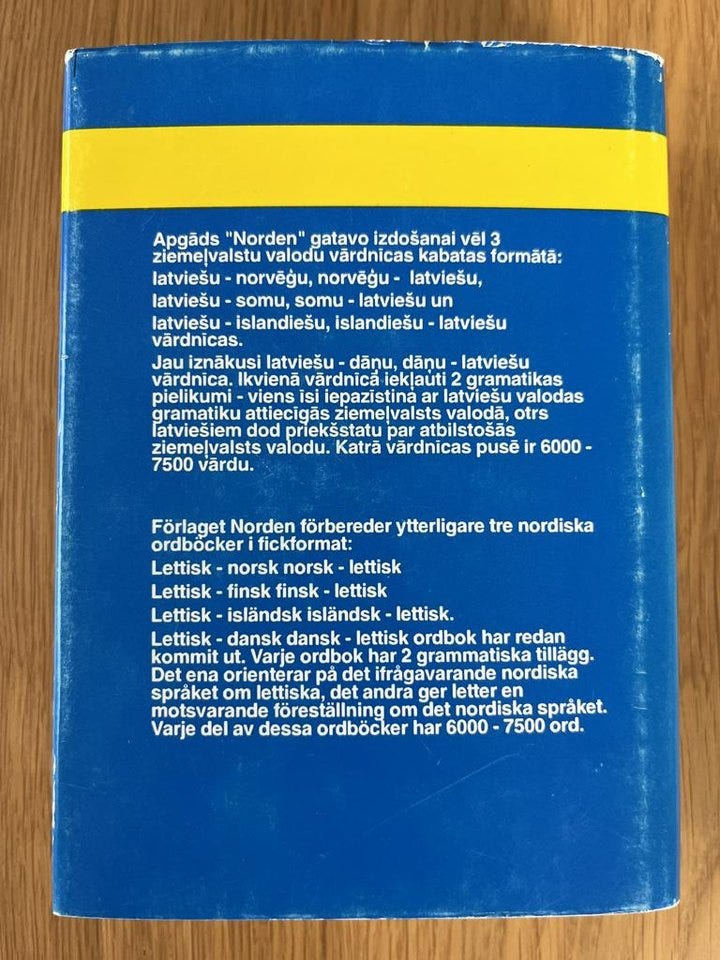 Apgāds "Norden" gatavo izdošanai vēl 3
ziemeļvalstu valodu vārdnīcas kabatas formātā:
latviešu - norvēģu, norvēģu - latviešu,
latviešu - somu, somu - latviešu un
latviešu - islandiešu, islandiešu - latviešu
vārdnīcas.
Jau iznākusi latviešu - dāņu, dāņu - latviešu
vārdnīca. Ikvienā vārdnīcā iekļauti 2 gramatikas
pielikumi - viens īsi iepazīstina ar latviešu valodas
gramatiku attiecīgās ziemeļvalsts valodā, otrs
latviešiem dod priekšstatu par atbilstošās
ziemeļvalsts valodu. Katrā vārdnīcas pusē ir 6000 -
7500 vārdu.
Förlaget Norden förbereder ytterligare tre nordiska
ordböcker i fickformat:
Lettisk - norsk norsk - lettisk
Lettisk - finsk finsk - lettisk
Lettisk - isländsk isländsk - lettisk.
Lettisk - dansk dansk - lettisk ordbok har redan
kommit ut. Varje ordbok har 2 grammatiska tillägg.
Det ena orienterar på det ifrågavarande nordiska
språket om lettiska, det andra ger letter en
motsvarande föreställning om det nordiska språket.
Varje del av dessa ordböcker har 6000 - 7500 ord.